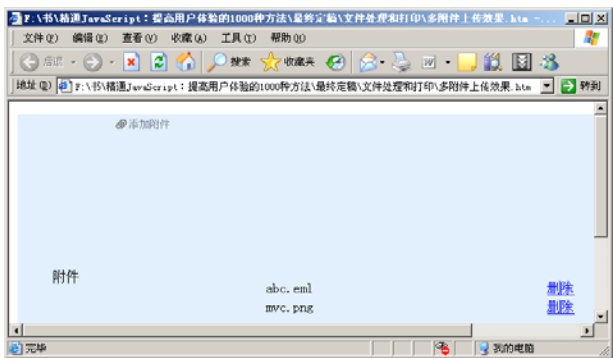 F:\书\精通JavaScript：提高用户体验的1000种方法\最终定稿\文件处理和打印\多附件上传效果.htm -...
文件(F) 编辑(E) 查看(V) 收藏(A) 工具(T) 帮助(H)
后退 搜索 收藏夹
地址(D) F:\书\精通JavaScript：提高用户体验的1000种方法\最终定稿\文件处理和打印\多附件上传效果.htm 转到
添加附件
附件
abc.eml 删除
mvc.png 删除
完毕 我的电脑